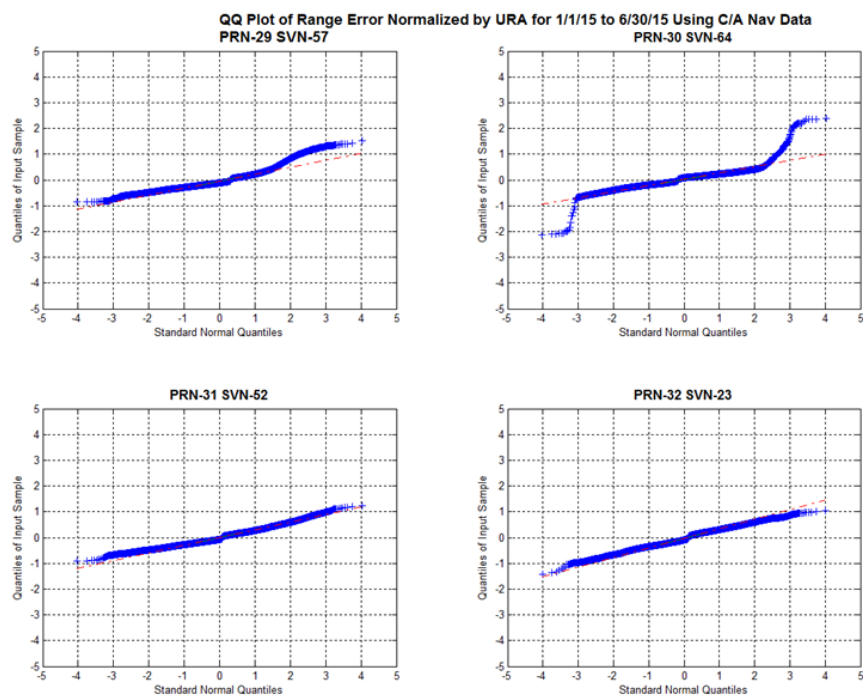 QQ Plot of Range Error Normalized by URA for 1/1/15 to 6/30/15 Using C/A Nav Data
PRN-29 SVN-57
5
4
3
2
1
0
-1
-2
-3
-4
-5
Quantiles of Input Sample
-5 -4 -3 -2 -1 0 1 2 3 4 5
Standard Normal Quantiles
PRN-30 SVN-64
5
4
3
2
1
0
-1
-2
-3
-4
-5
Quantiles of Input Sample
-5 -4 -3 -2 -1 0 1 2 3 4 5
Standard Normal Quantiles
PRN-31 SVN-52
5
4
3
2
1
0
-1
-2
-3
-4
-5
Quantiles of Input Sample
-5 -4 -3 -2 -1 0 1 2 3 4 5
Standard Normal Quantiles
PRN-32 SVN-23
5
4
3
2
1
0
-1
-2
-3
-4
-5
Quantiles of Input Sample
-5 -4 -3 -2 -1 0 1 2 3 4 5
Standard Normal Quantiles